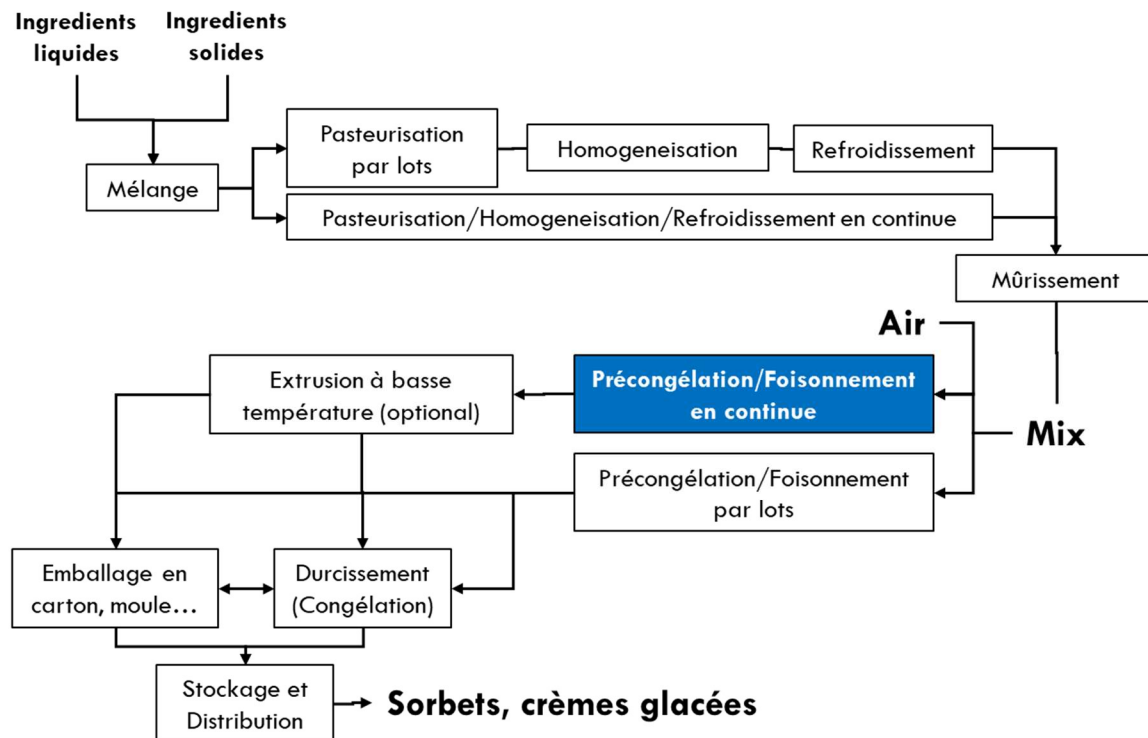 Ingredients
liquides
Ingredients
solides
Pasteurisation
par lots
Homogeneisation
Refroidissement
Mélange
Pasteurisation/Homogeneisation/Refroidissement en continue
Mûrissement
Air
Extrusion à basse
température (optional)
Précongélation/Foisonnement
en continue
Mix
Précongélation/Foisonnement
par lots
Emballage en
carton, moule...
Durcissement
(Congélation)
Stockage et
Distribution
Sorbets, crèmes glacées